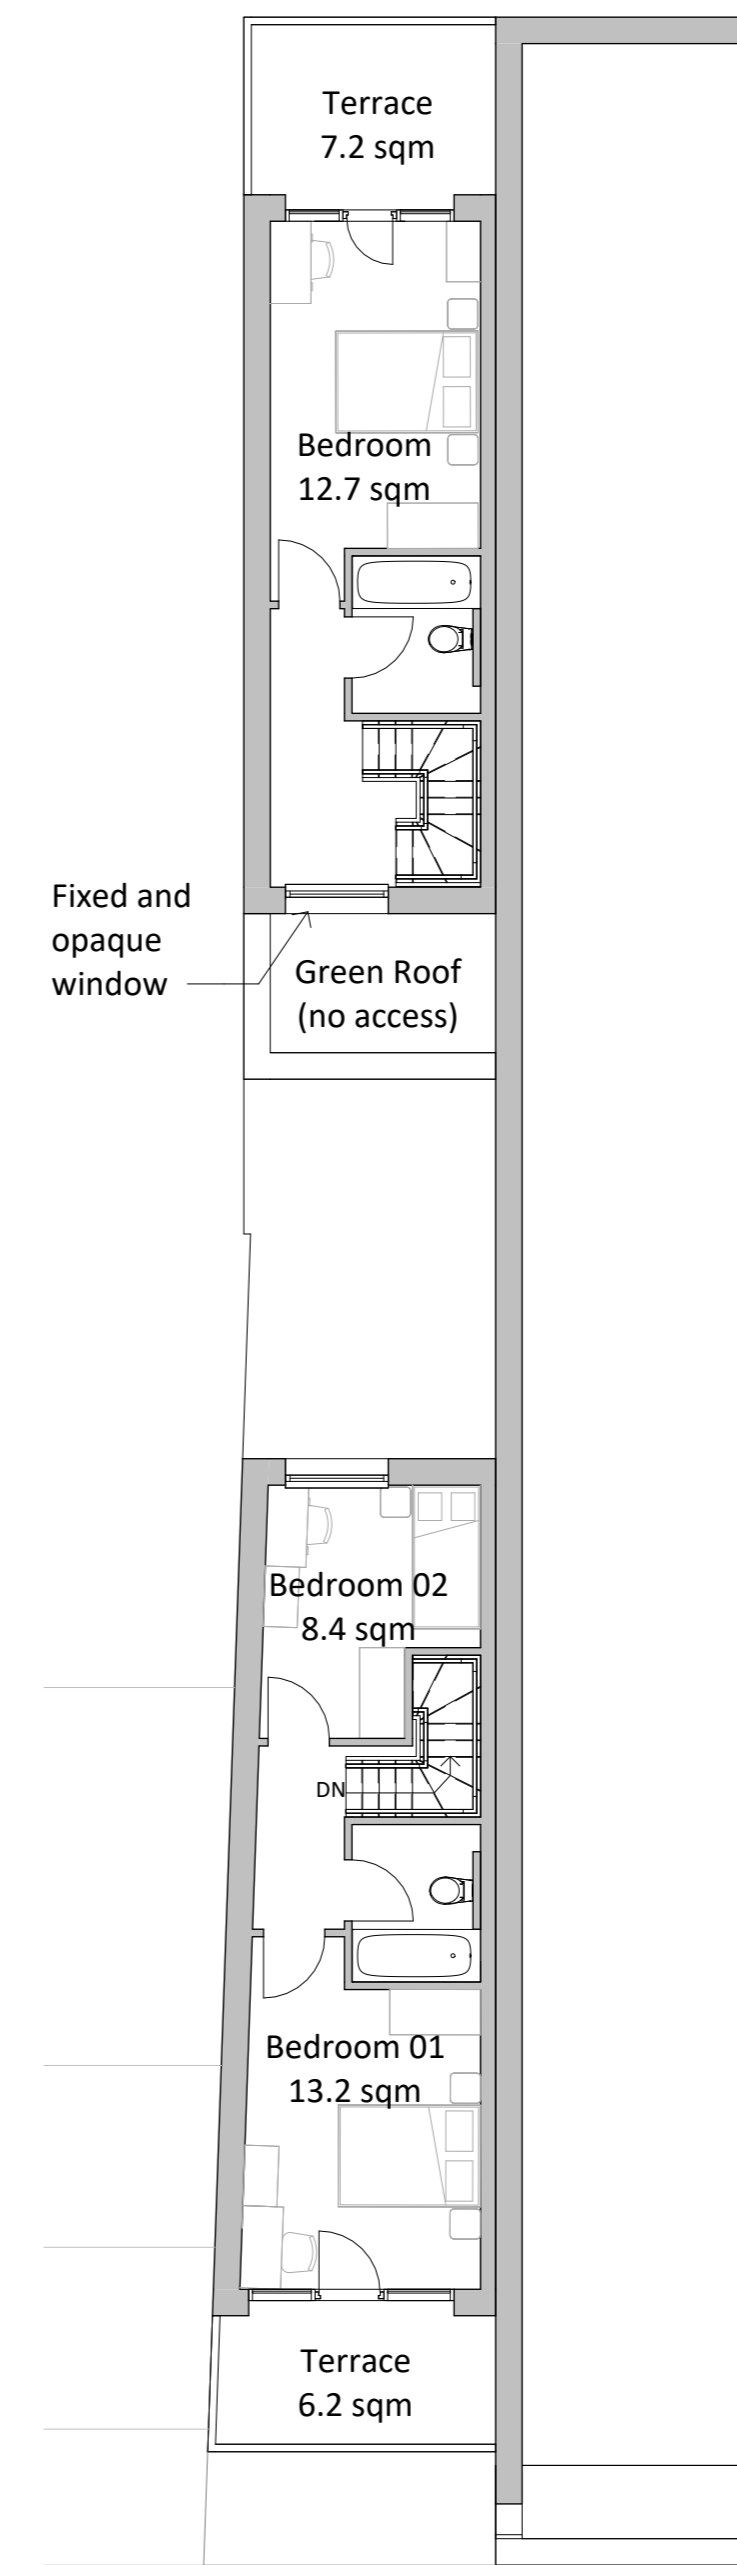 Terrace
7.2 sqm
Bedroom
12.7 sqm
Fixed and
opaque
window
Green Roof
(no access)
Bedroom 02
8.4 sqm
DN
Bedroom 01
13.2 sqm
Terrace
6.2 sqm